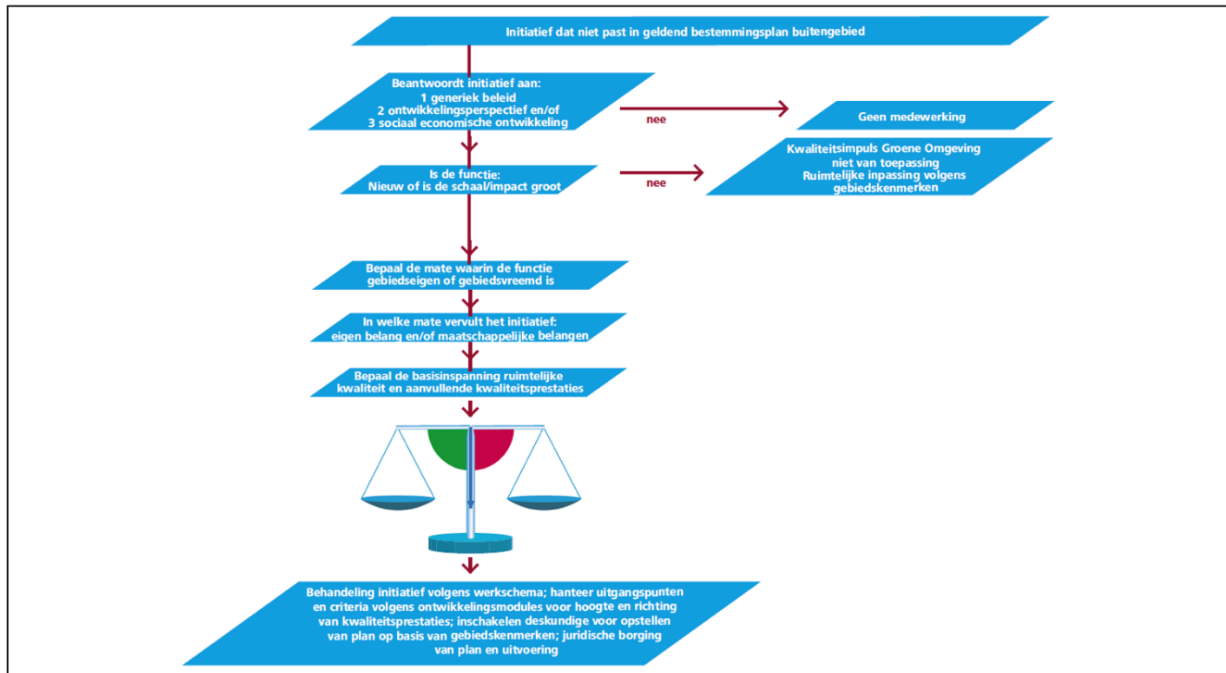 Initiatief dat niet past in geldend bestemmingsplan buitengebied
Beantwoordt initiatief aan:
1 generiek beleid
2 ontwikkelingsperspectief en/of
3 sociaal economische ontwikkeling
nee
Geen medewerking
Is de functie:
Nieuw of is de schaal/impact groot
nee
Kwaliteitsimpuls Groene Omgeving
niet van toepassing
Ruimtelijke inpassing volgens
gebiedskenmerken
Bepaal de mate waarin de functie
gebiedseigen of gebiedsvreemd is
In welke mate vervult het initiatief:
eigen belang en/of maatschappelijke belangen
Bepaal de basisinspanning ruimtelijke
kwaliteit en aanvullende kwaliteitsprestaties
Behandeling initiatief volgens werkschema; hanteer uitgangspunten
en criteria volgens ontwikkelingsmodules voor hoogte en richting
van kwaliteitsprestaties; inschakelen deskundige voor opstellen
van plan op basis van gebiedskenmerken; juridische borging
van plan en uitvoering